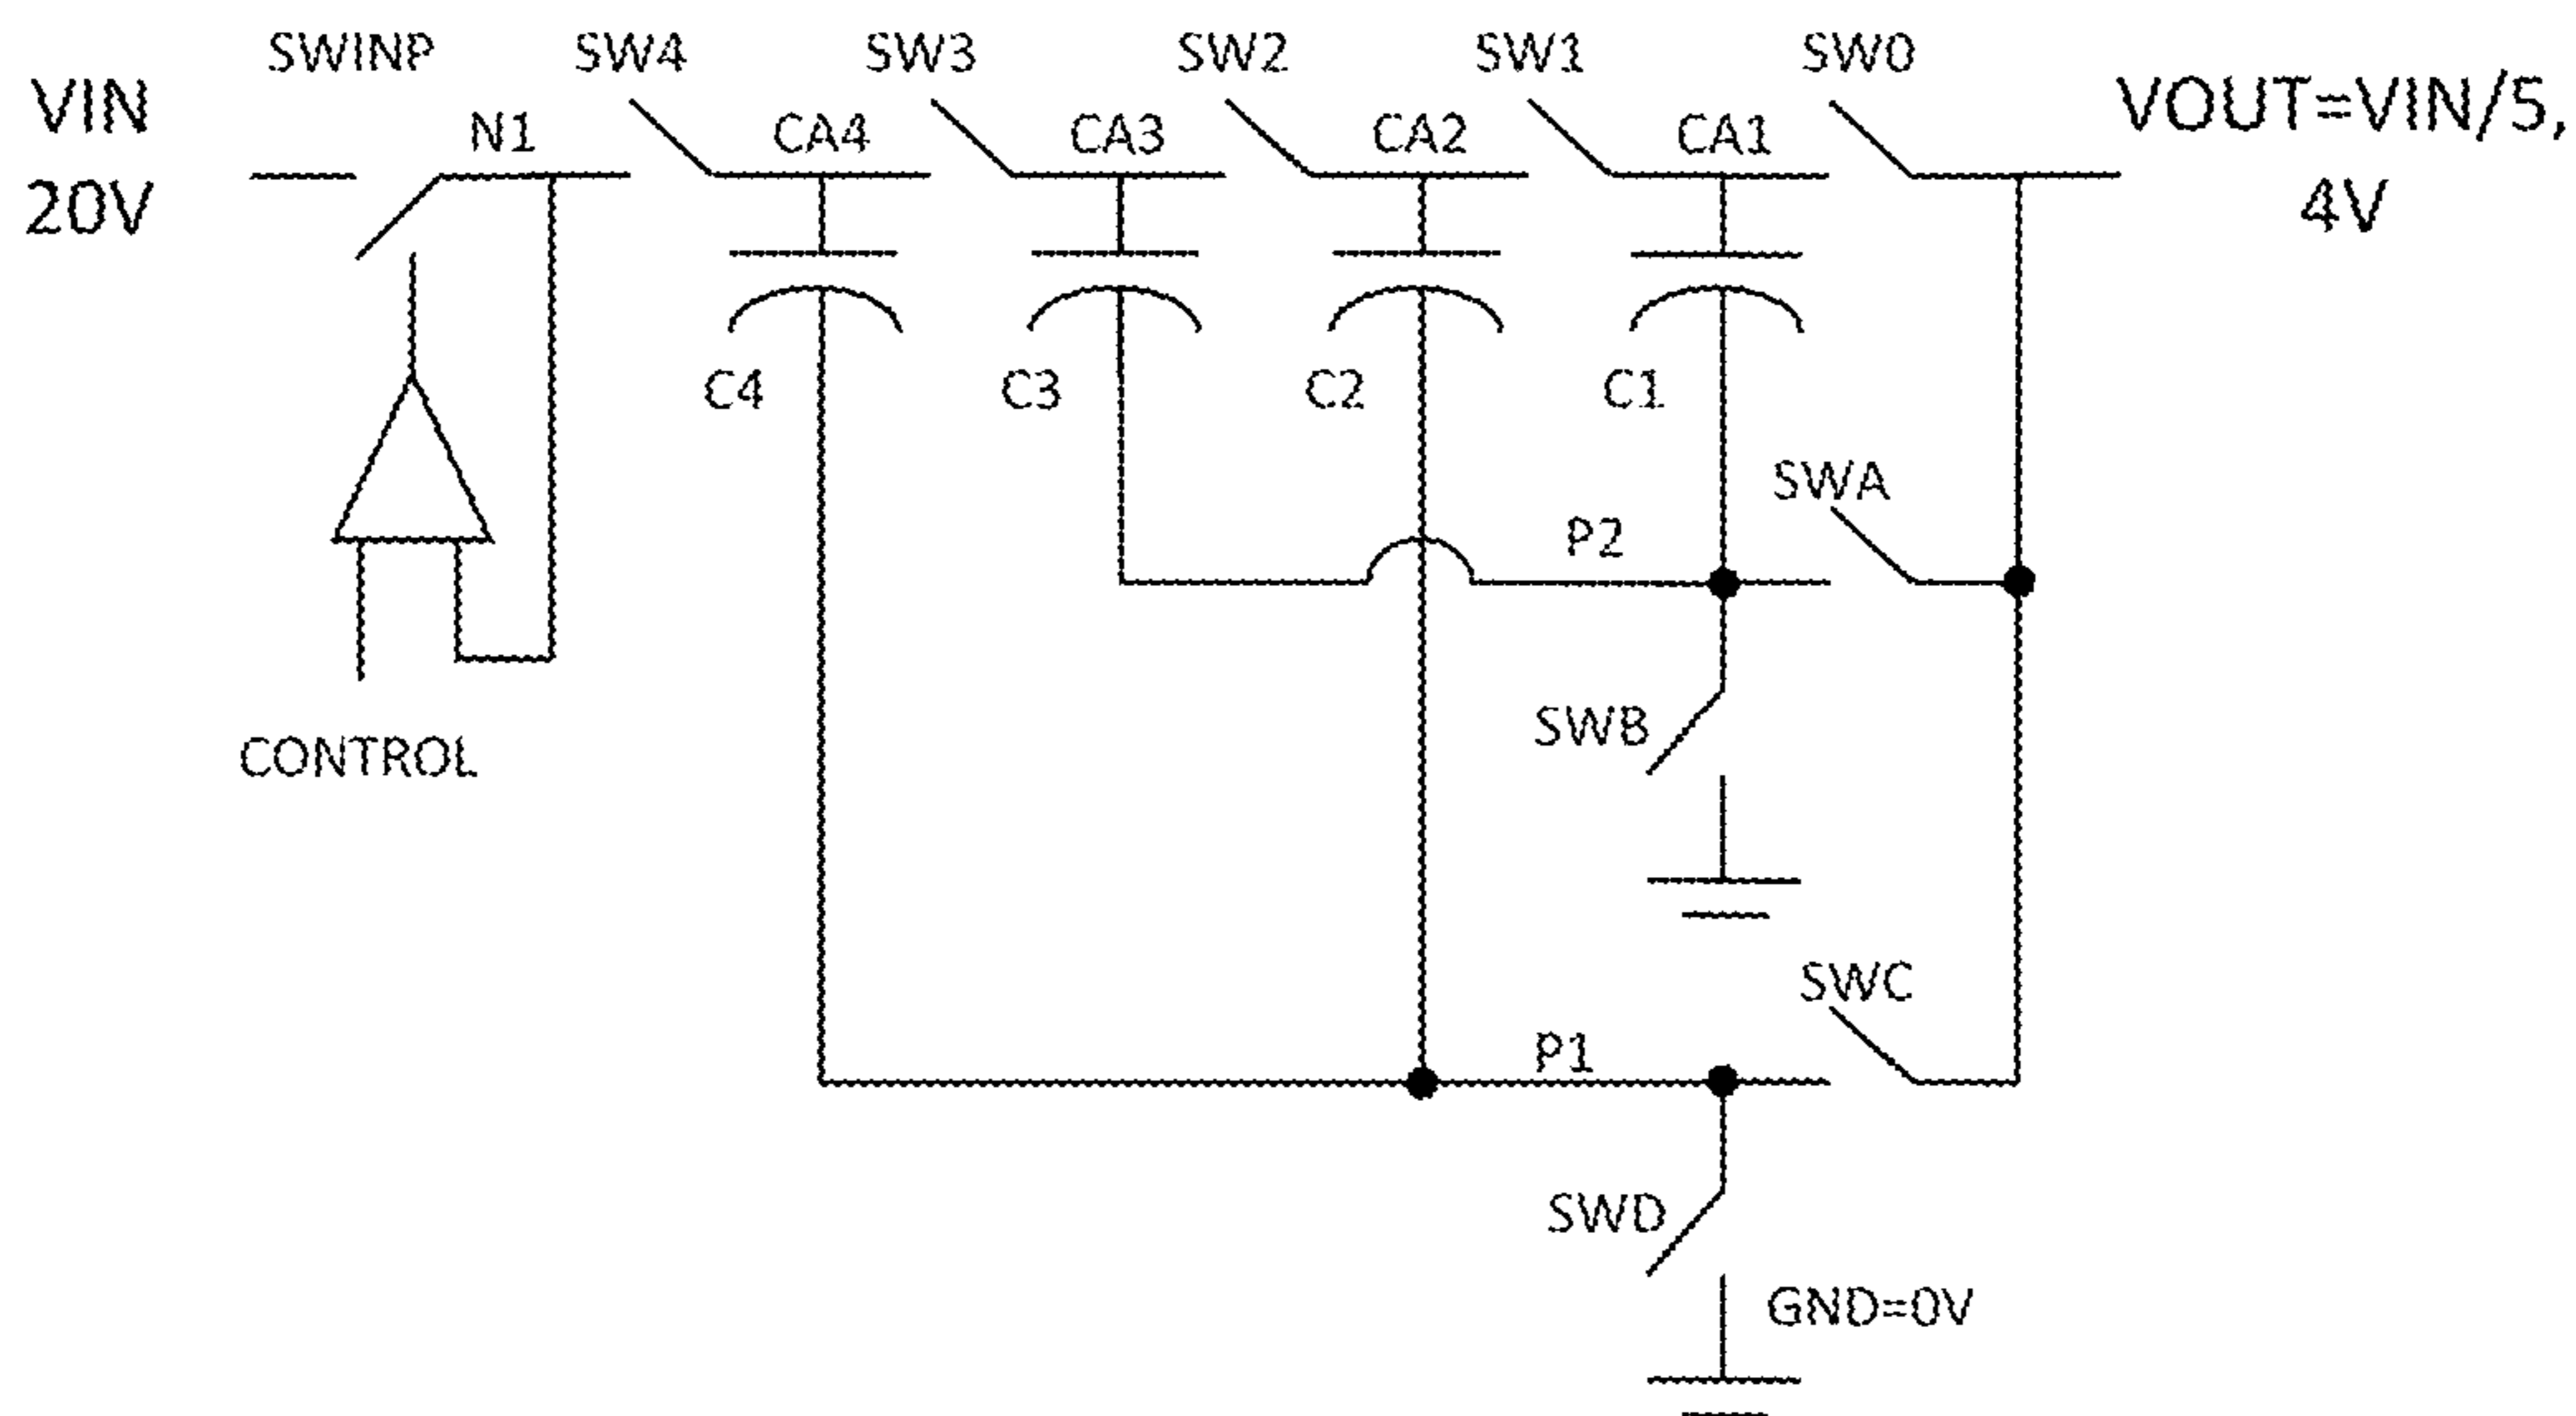 SWINP SW4 SW3 SW2 SW1 SW0
VIN
20V
N1 CA4 CA3 CA2 CA1
VOUT=VIN/5,
4V
C4 C3 C2 C1
SWA
P2
SWB
CONTROL
SWC
P1
SWD
GND=0V